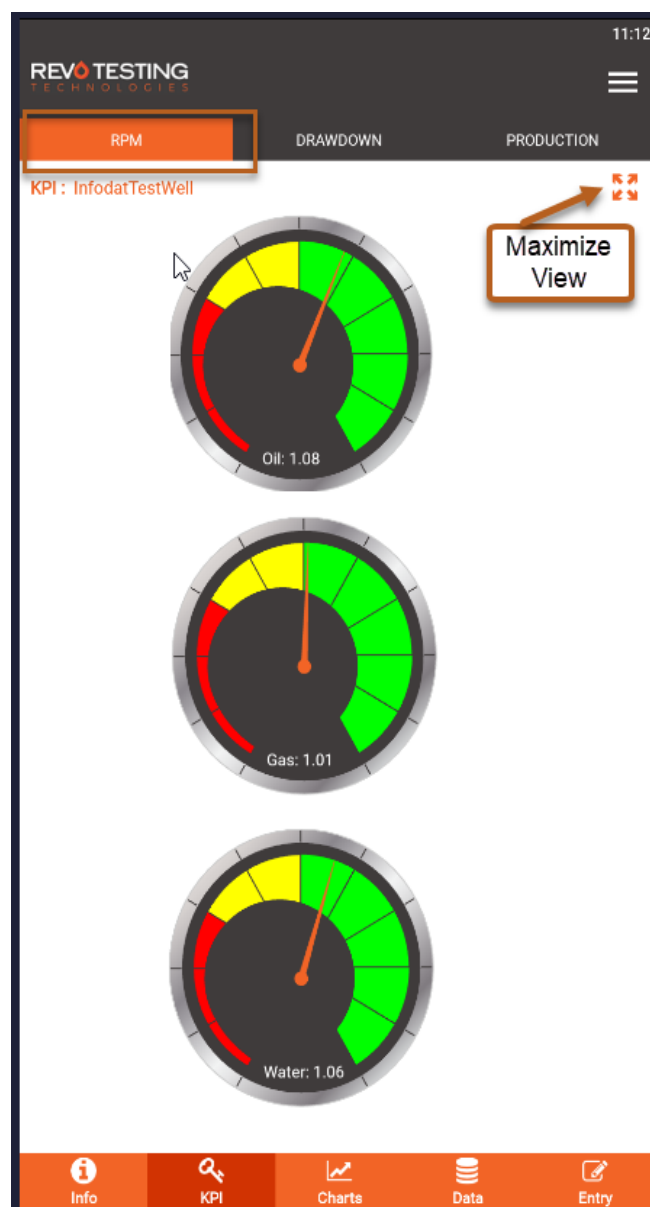 11:12
REVO TESTING
TECHNOLOGIES
RPM
DRAWDOWN
PRODUCTION
KPI : InfodatTestWell
Maximize
View
Oil: 1.08
Gas: 1.01
Water: 1.06
Info
KPI
Charts
Data
Entry